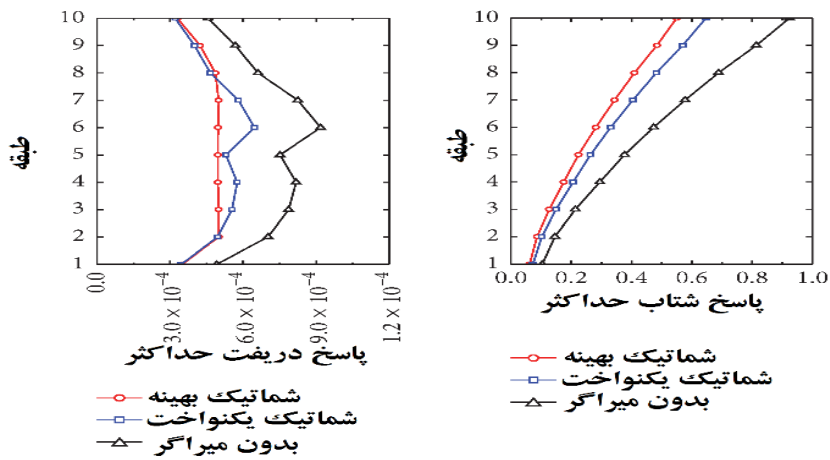 10
9
8
7
6
5
4
3
2
1
طبقه
0.0
3.0 × 10⁻⁴
6.0 × 10⁻⁴
9.0 × 10⁻⁴
1.2 × 10⁻⁴
پاسخ دریفت حداکثر
شماتیک بهینه
شماتیک یکنواخت
بدون میراگر
10
9
8
7
6
5
4
3
2
1
طبقه
0.0 0.2 0.4 0.6 0.8 1.0
پاسخ شتاب حداکثر
شماتیک بهینه
شماتیک یکنواخت
بدون میراگر